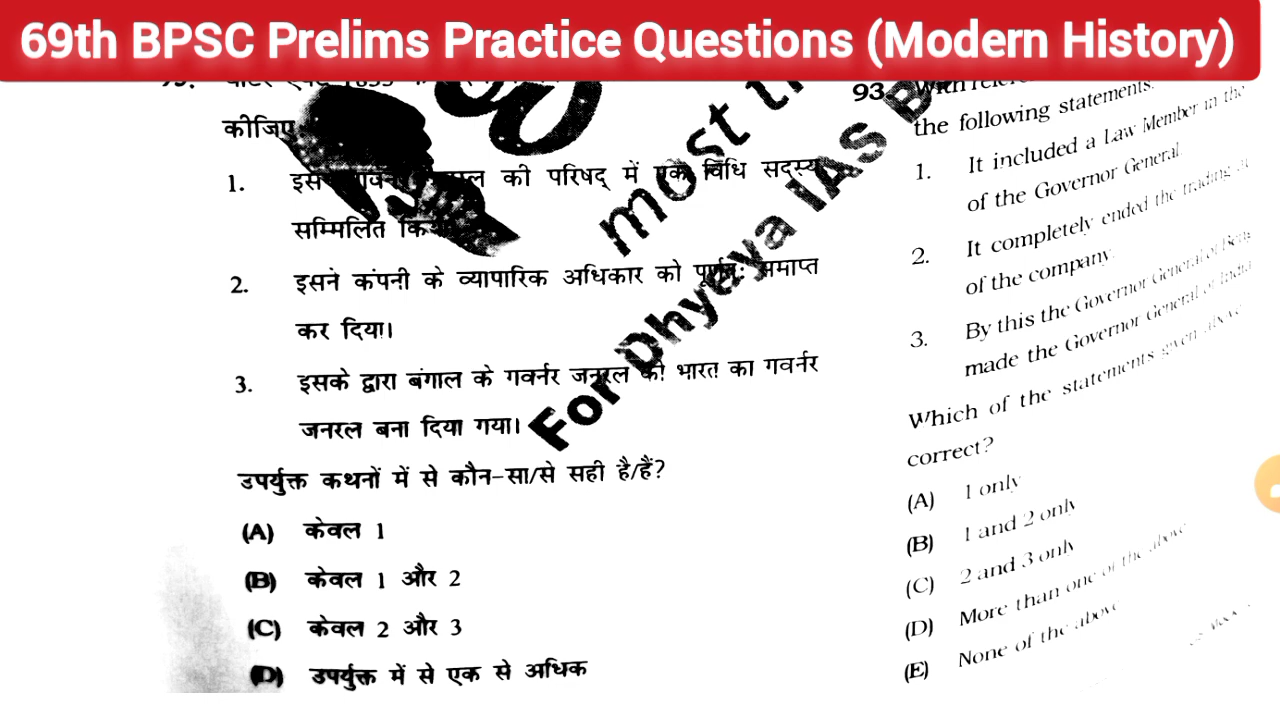 69th BPSC Prelims Practice Questions (Modern History)
कीजिए
1. की परिषद् में एक विधि सदस्य
सम्मिलित
2. इसने कंपनी के व्यापारिक अधिकार को पूर्णतः समाप्त
कर दिया।
3. इसके द्वारा बंगाल के गवर्नर जनरल को भारत का गवर्नर
जनरल बना दिया गया।
उपर्युक्त कथनों में से कौन-सा/से सही है/हैं?
(A) केवल 1
(B) केवल 1 और 2
(C) केवल 2 और 3
(D) उपर्युक्त में से एक से अधिक
most
For Dhyeya IAS
93. With
the following statements.
1. It included a Law Member in the
of the Governor General.
2. It completely ended the trading
of the company.
3. By this the Governor General of
made the Governor General of India
Which of the statements given above
correct?
(A) 1 only
(B) 1 and 2 only
(C) 2 and 3 only
(D) More than one of the above
(E) None of the above